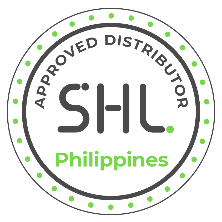 APPROVED DISTRIBUTOR
SHL.
Philippines